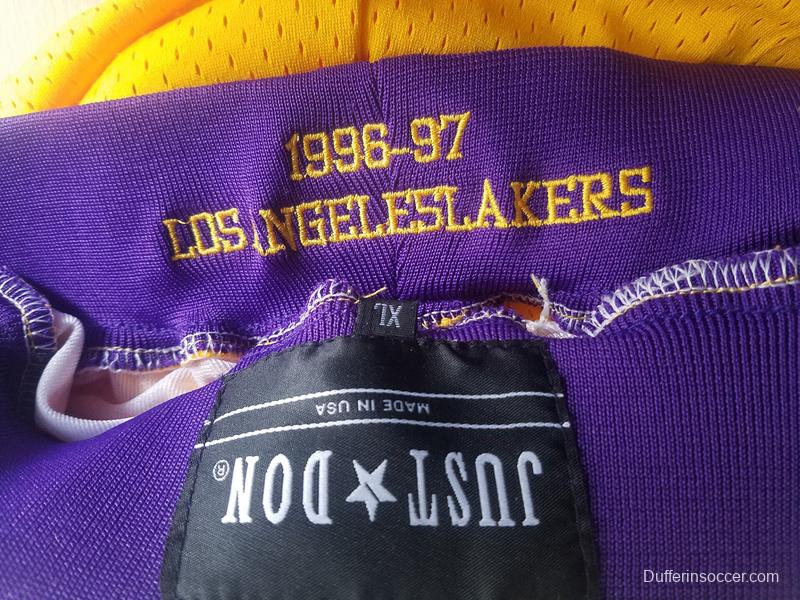 1996-97
LOS ANGELESLAKERS
XL
MADE IN USA
JUST★DON®
Dufferinsoccer.com